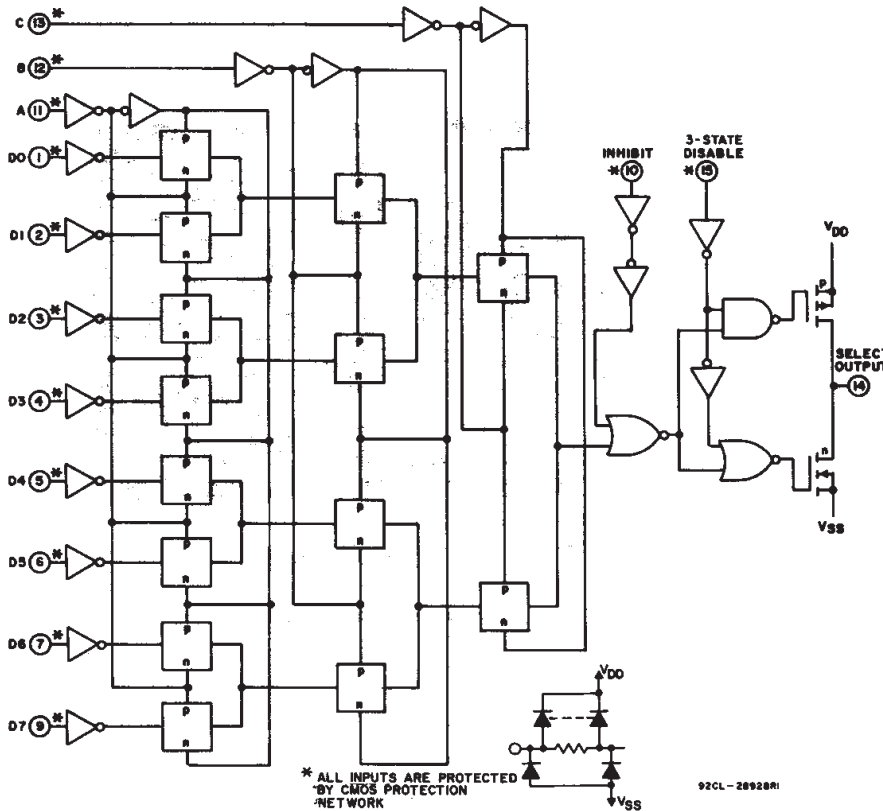 C 13 *
B 12 *
A 11 *
D0 1 *
D1 2 *
D2 3 *
D3 4 *
D4 5 *
D5 6 *
D6 7 *
D7 9 *
p
n
p
n
p
n
p
n
p
n
p
n
p
n
p
n
p
n
p
n
p
n
p
n
p
n
p
n
INHIBIT
* 10
3-STATE
DISABLE
* 15
VDD
p
SELECT
OUTPUT
14
n
VSS
VDD
VSS
* ALL INPUTS ARE PROTECTED
BY CMOS PROTECTION
NETWORK
92CL-28928R1